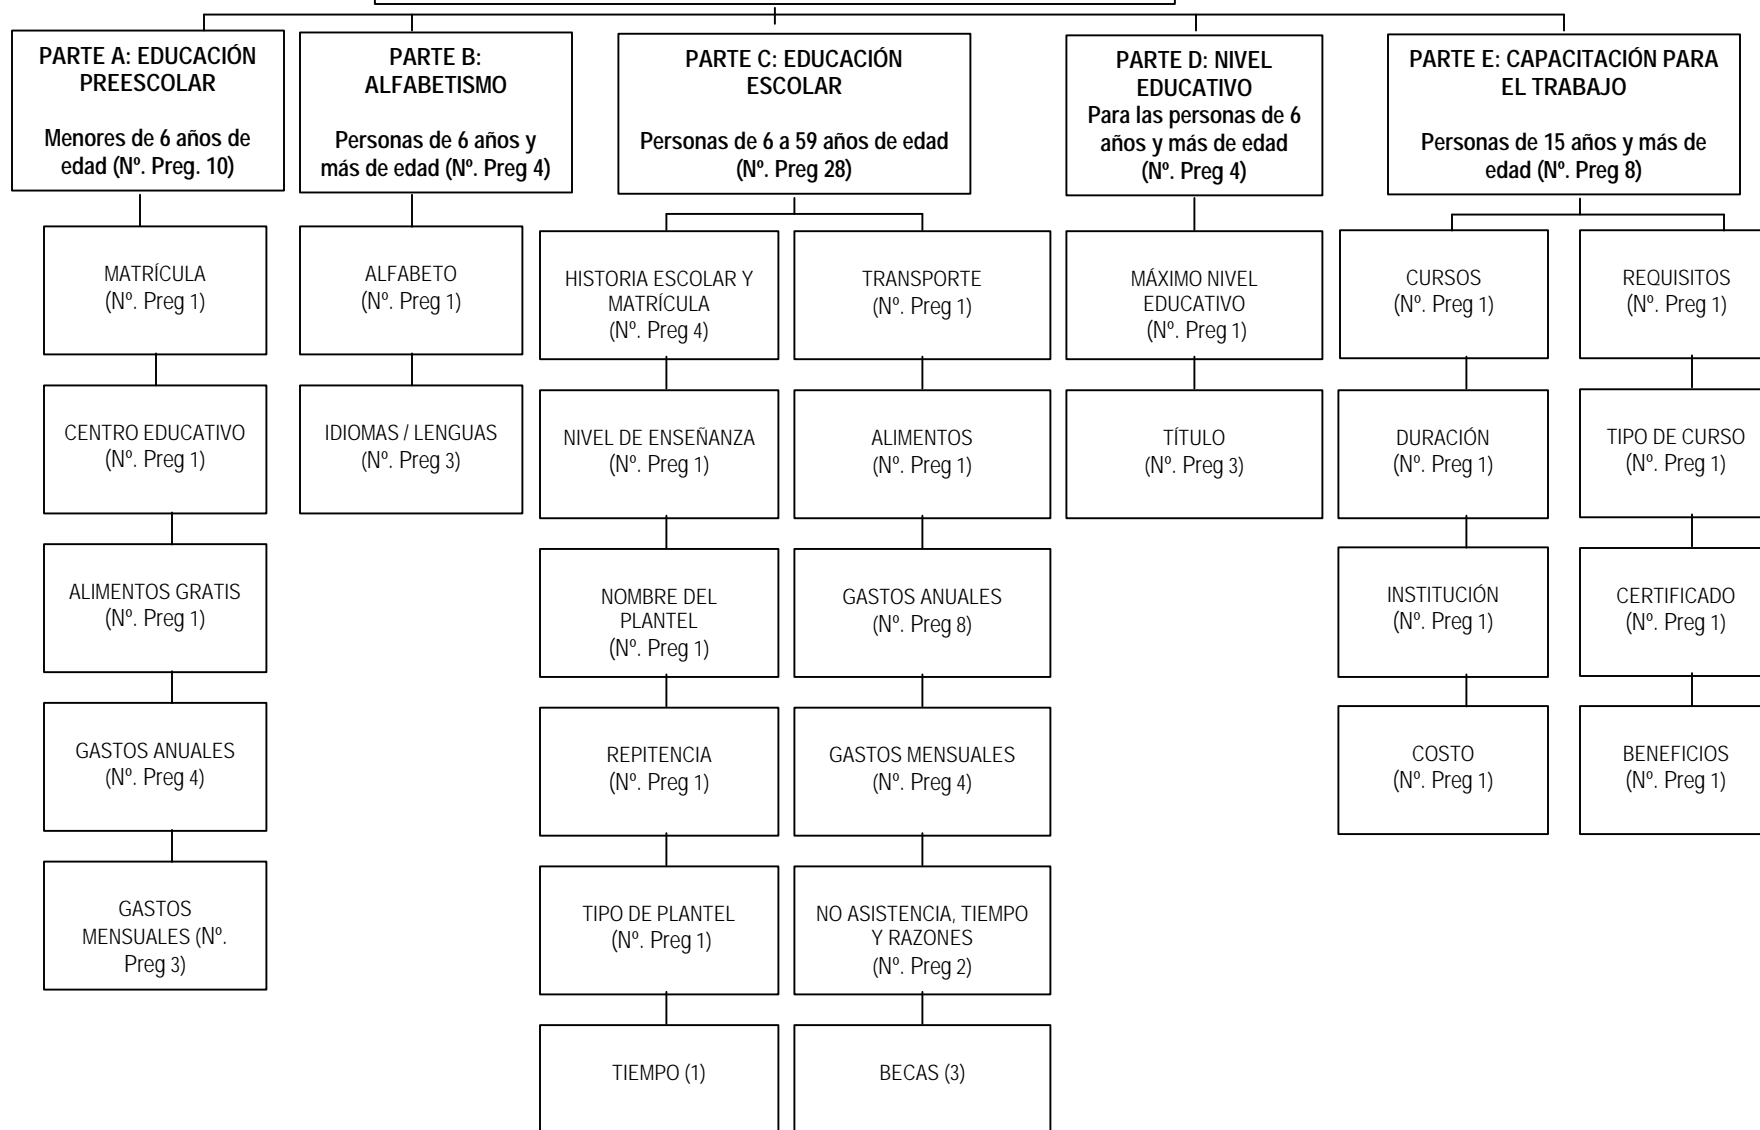 PARTE A: EDUCACIÓN
PREESCOLAR
Menores de 6 años de
edad (Nº. Preg. 10)
PARTE B:
ALFABETISMO
Personas de 6 años y
más de edad (Nº. Preg 4)
PARTE C: EDUCACIÓN
ESCOLAR
Personas de 6 a 59 años de edad
(Nº. Preg 28)
PARTE D: NIVEL
EDUCATIVO
Para las personas de 6
años y más de edad
(Nº. Preg 4)
PARTE E: CAPACITACIÓN PARA
EL TRABAJO
Personas de 15 años y más de
edad (Nº. Preg 8)
MATRÍCULA
(Nº. Preg 1)
CENTRO EDUCATIVO
(Nº. Preg 1)
ALIMENTOS GRATIS
(Nº. Preg 1)
GASTOS ANUALES
(Nº. Preg 4)
GASTOS
MENSUALES (Nº.
Preg 3)
ALFABETO
(Nº. Preg 1)
IDIOMAS / LENGUAS
(Nº. Preg 3)
HISTORIA ESCOLAR Y
MATRÍCULA
(Nº. Preg 4)
NIVEL DE ENSEÑANZA
(Nº. Preg 1)
NOMBRE DEL
PLANTEL
(Nº. Preg 1)
REPITENCIA
(Nº. Preg 1)
TIPO DE PLANTEL
(Nº. Preg 1)
TIEMPO (1)
TRANSPORTE
(Nº. Preg 1)
ALIMENTOS
(Nº. Preg 1)
GASTOS ANUALES
(Nº. Preg 8)
GASTOS MENSUALES
(Nº. Preg 4)
NO ASISTENCIA, TIEMPO
Y RAZONES
(Nº. Preg 2)
BECAS (3)
MÁXIMO NIVEL
EDUCATIVO
(Nº. Preg 1)
TÍTULO
(Nº. Preg 3)
CURSOS
(Nº. Preg 1)
DURACIÓN
(Nº. Preg 1)
INSTITUCIÓN
(Nº. Preg 1)
COSTO
(Nº. Preg 1)
REQUISITOS
(Nº. Preg 1)
TIPO DE CURSO
(Nº. Preg 1)
CERTIFICADO
(Nº. Preg 1)
BENEFICIOS
(Nº. Preg 1)